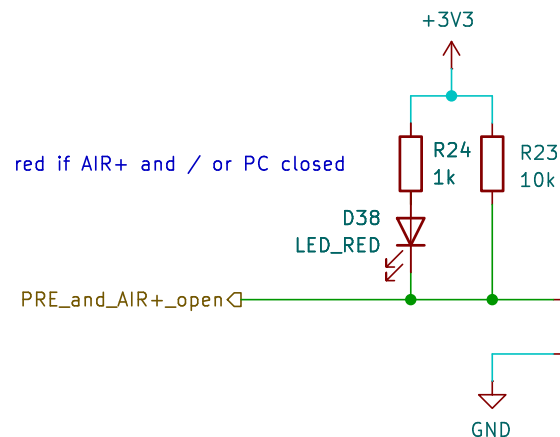 +3V3
R24
1k
R23
10k
red if AIR+ and / or PC closed
D38
LED_RED
PRE_and_AIR+_open
GND